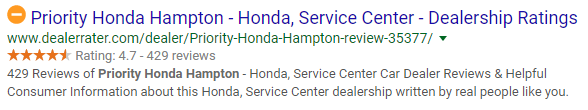 Priority Honda Hampton - Honda, Service Center - Dealership Ratings
www.dealerrater.com/dealer/Priority-Honda-Hampton-review-35377/
Rating: 4.7 - 429 reviews
429 Reviews of Priority Honda Hampton - Honda, Service Center Car Dealer Reviews & Helpful
Consumer Information about this Honda, Service Center dealership written by real people like you.